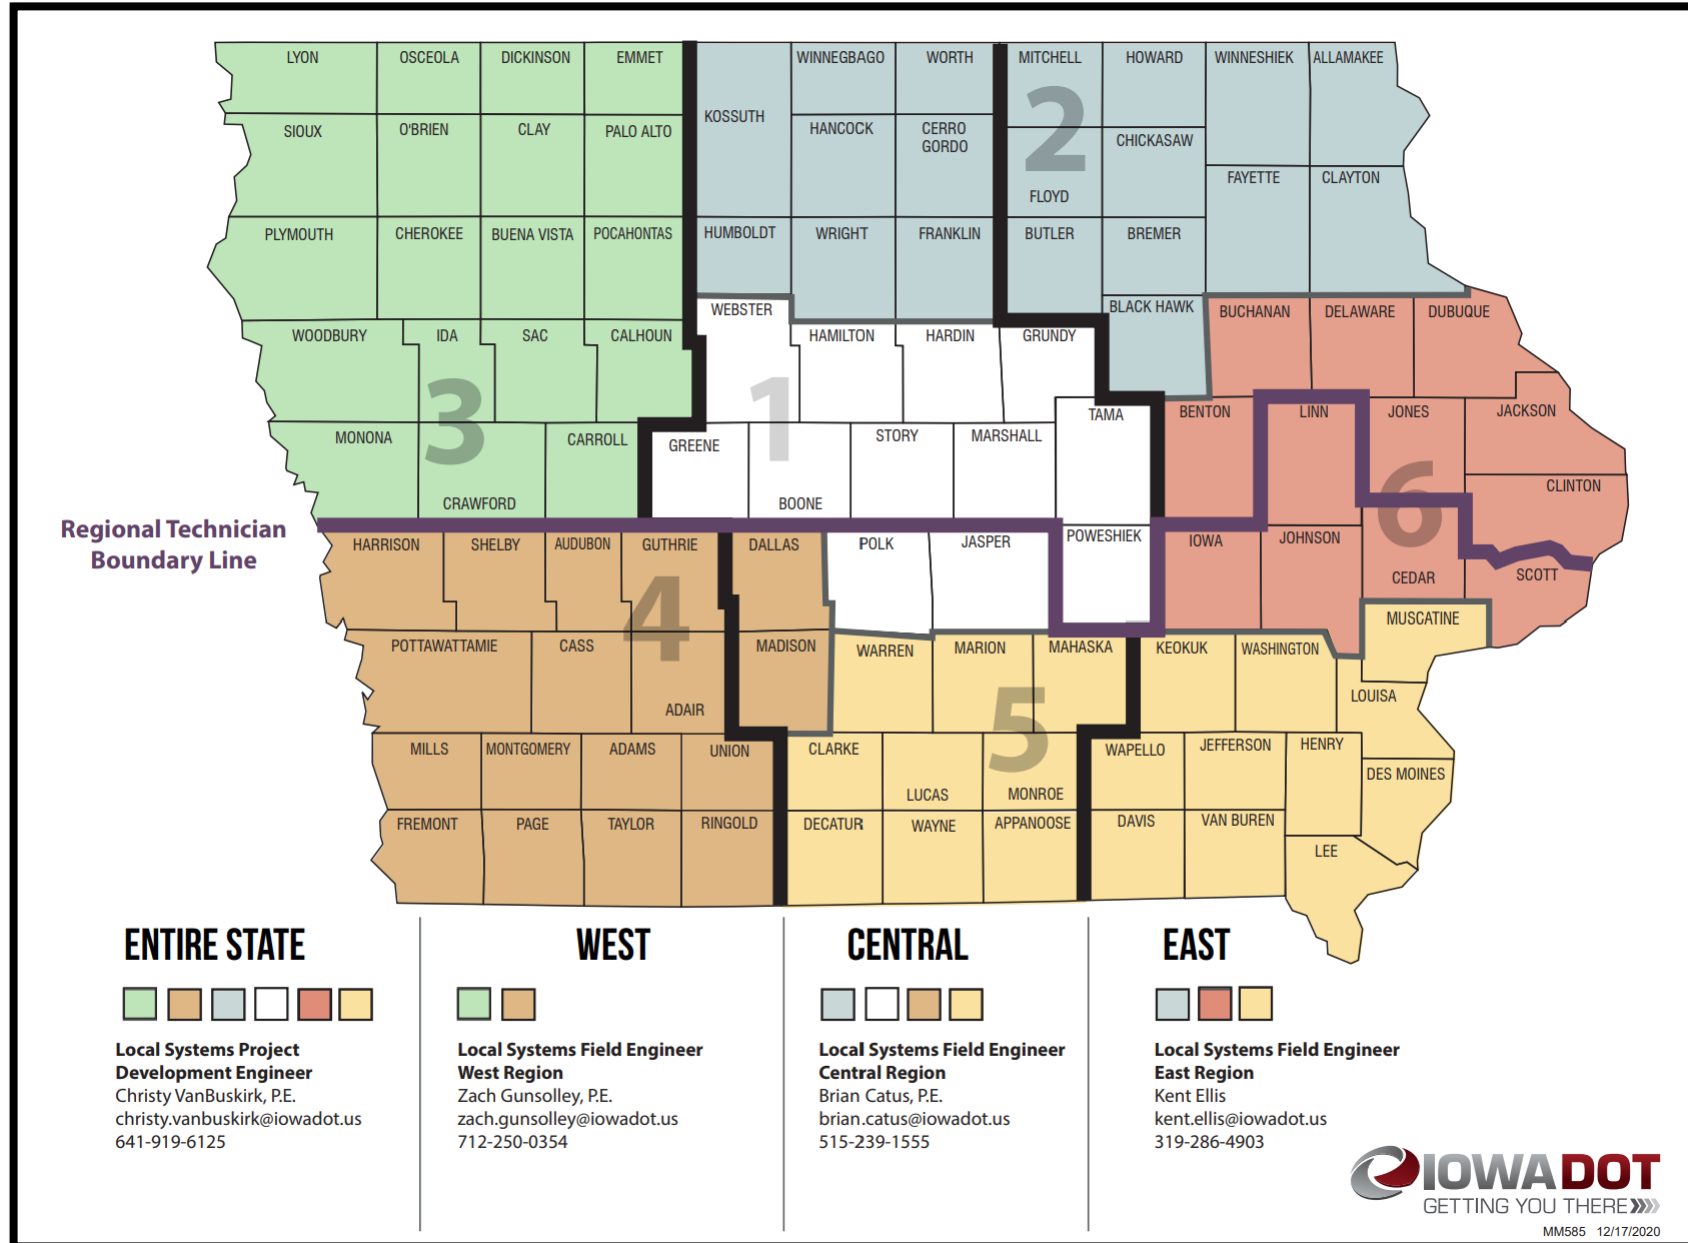 LYON OSCEOLA DICKINSON EMMET WINNEGBAGO WORTH MITCHELL HOWARD WINNESHIEK ALLAMAKEE
KOSSUTH
2
SIOUX O'BRIEN CLAY PALO ALTO HANCOCK CERRO
GORDO
CHICKASAW
FAYETTE CLAYTON
FLOYD
PLYMOUTH CHEROKEE BUENA VISTA POCAHONTAS HUMBOLDT WRIGHT FRANKLIN BUTLER BREMER
WEBSTER BLACK HAWK BUCHANAN DELAWARE DUBUQUE
WOODBURY IDA SAC CALHOUN HAMILTON HARDIN GRUNDY
3 1
TAMA BENTON LINN JONES JACKSON
MONONA CARROLL GREENE STORY MARSHALL
CLINTON
CRAWFORD BOONE 6
Regional Technician
Boundary Line
HARRISON SHELBY AUDUBON GUTHRIE DALLAS POLK JASPER POWESHIEK IOWA JOHNSON
CEDAR SCOTT
4
MUSCATINE
POTTAWATTAMIE CASS MADISON WARREN MARION MAHASKA KEOKUK WASHINGTON
LOUISA
ADAIR 5
MILLS MONTGOMERY ADAMS UNION CLARKE WAPELLO JEFFERSON HENRY
DES MOINES
LUCAS MONROE
FREMONT PAGE TAYLOR RINGOLD DECATUR WAYNE APPANOOSE DAVIS VAN BUREN
LEE
ENTIRE STATE
Local Systems Project
Development Engineer
Christy VanBuskirk, P.E.
christy.vanbuskirk@iowadot.us
641-919-6125
WEST
Local Systems Field Engineer
West Region
Zach Gunsolley, P.E.
zach.gunsolley@iowadot.us
712-250-0354
CENTRAL
Local Systems Field Engineer
Central Region
Brian Catus, P.E.
brian.catus@iowadot.us
515-239-1555
EAST
Local Systems Field Engineer
East Region
Kent Ellis
kent.ellis@iowadot.us
319-286-4903
IOWADOT
GETTING YOU THERE
MM585 12/17/2020